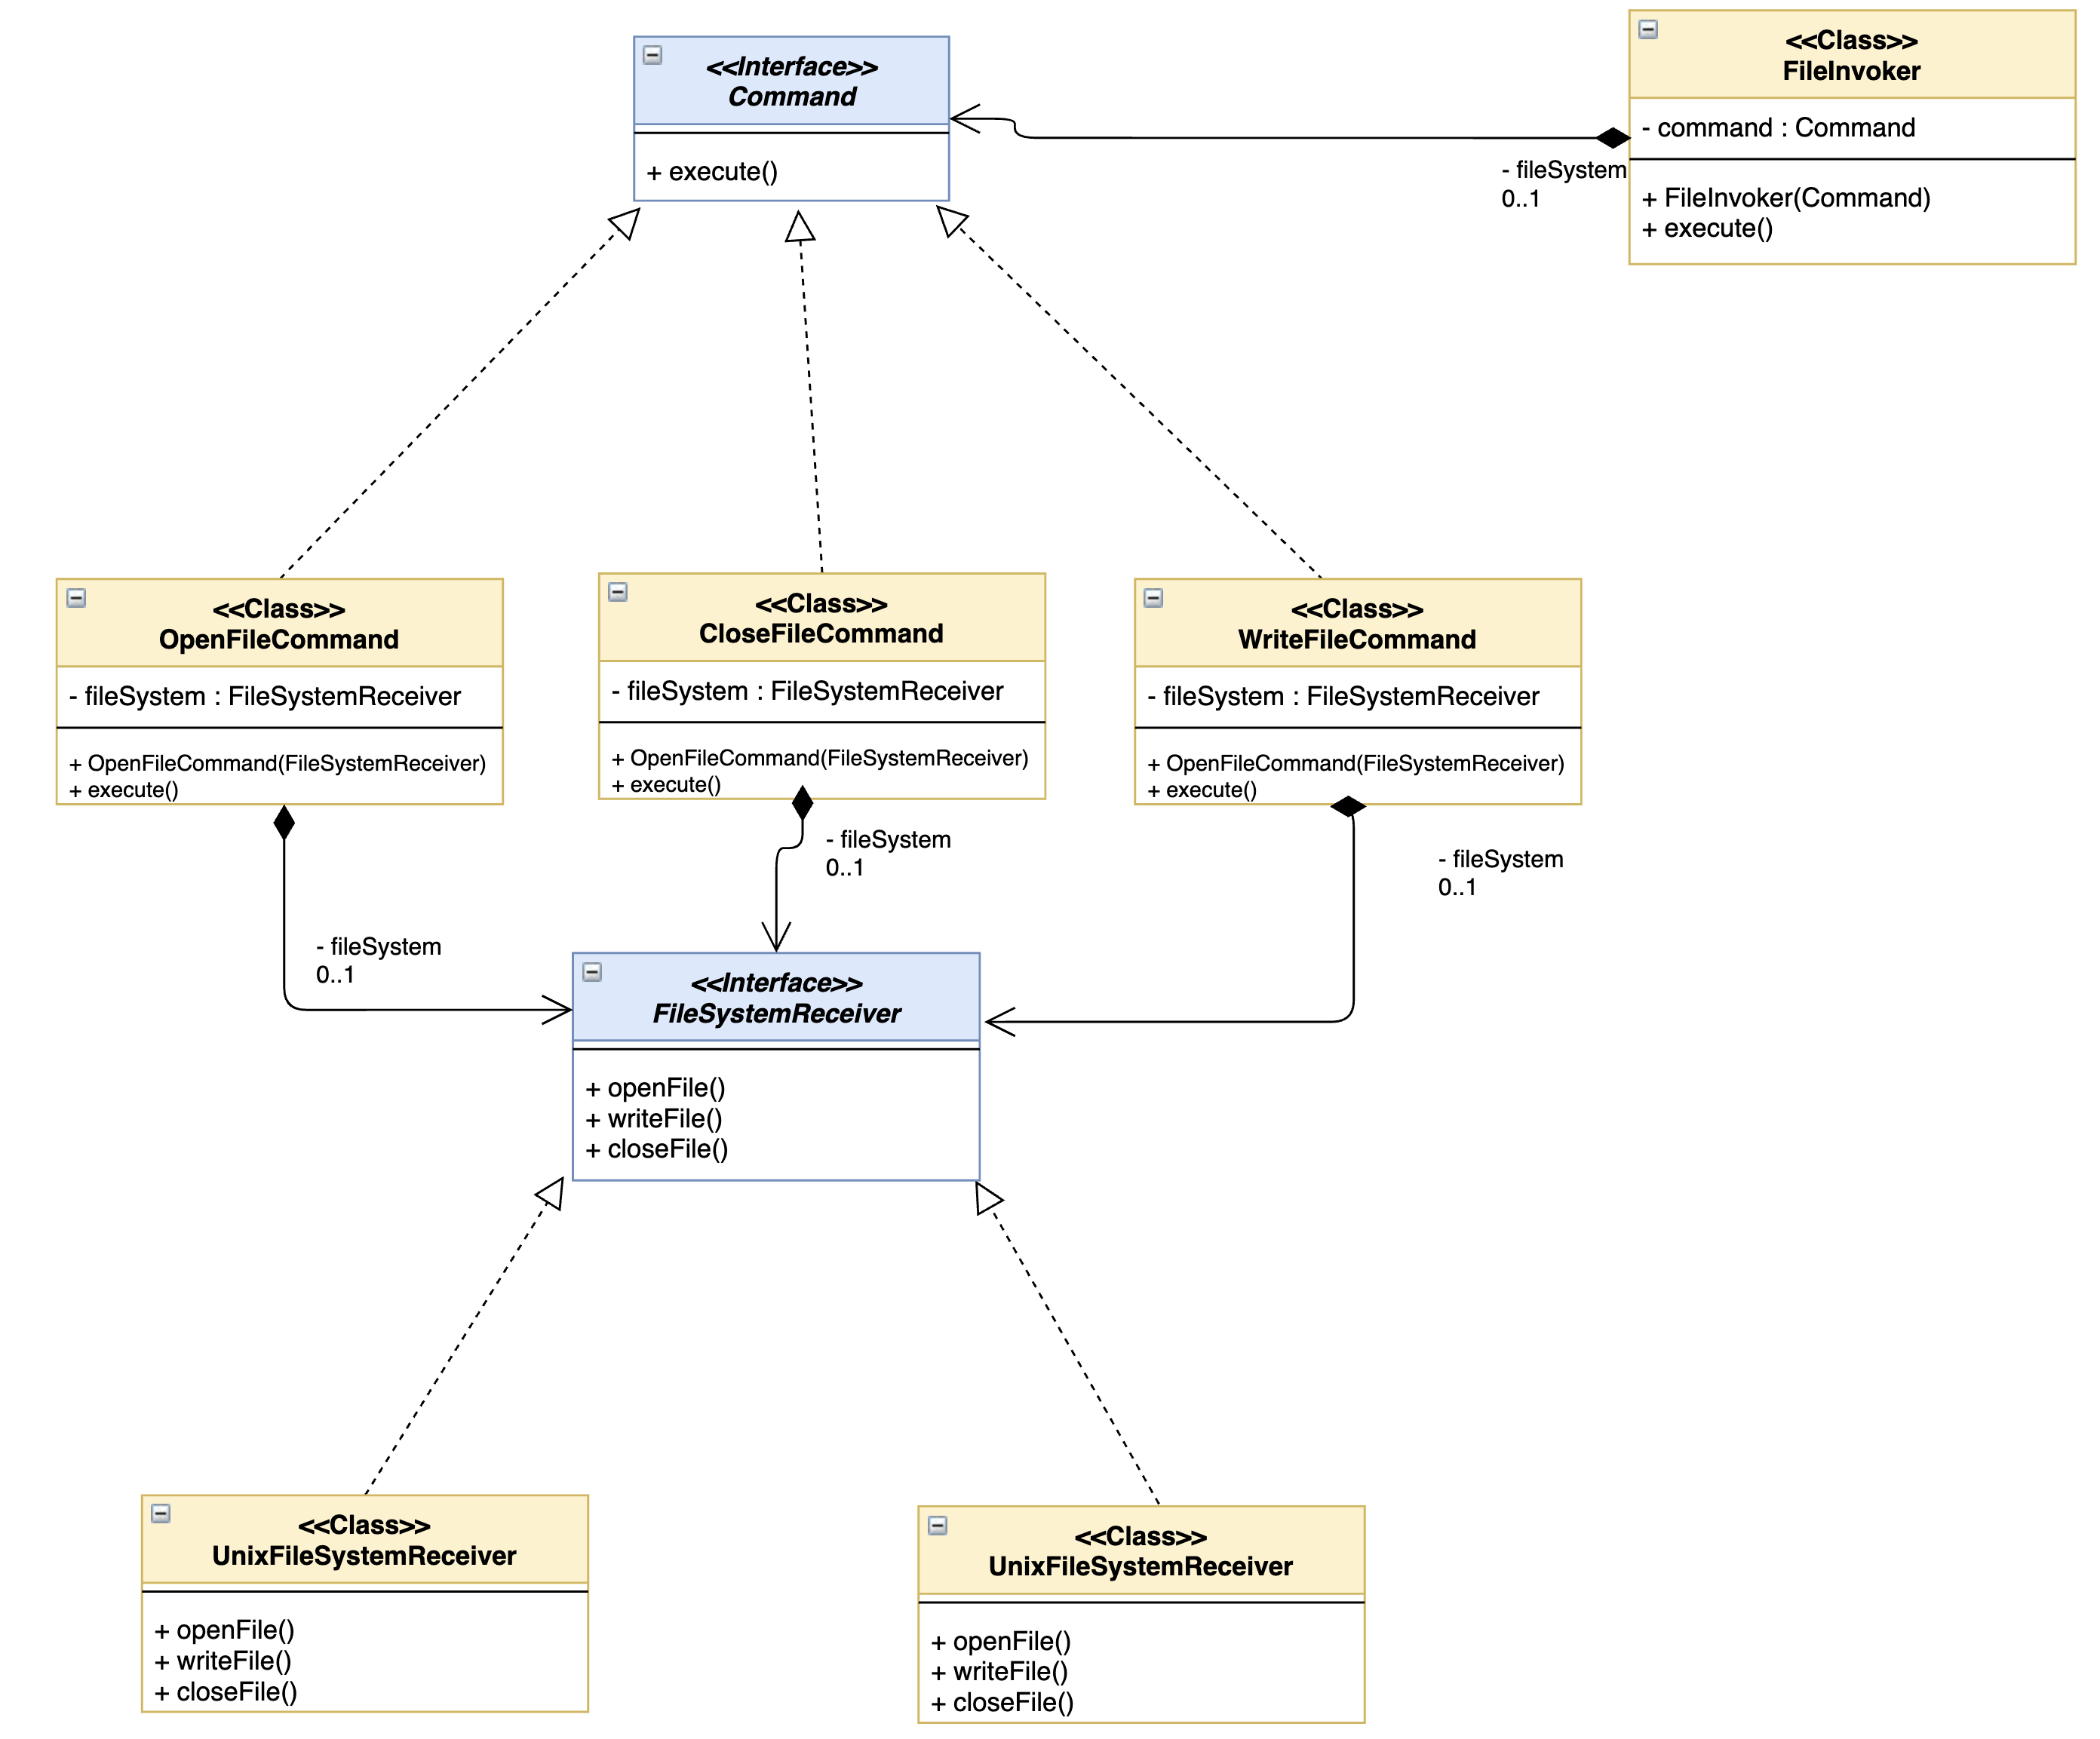 <<Interface>>
Command
+ execute()
<<Class>>
FileInvoker
- command : Command
+ FileInvoker(Command)
+ execute()
- fileSystem
0..1
<<Class>>
OpenFileCommand
- fileSystem : FileSystemReceiver
+ OpenFileCommand(FileSystemReceiver)
+ execute()
<<Class>>
CloseFileCommand
- fileSystem : FileSystemReceiver
+ OpenFileCommand(FileSystemReceiver)
+ execute()
<<Class>>
WriteFileCommand
- fileSystem : FileSystemReceiver
+ OpenFileCommand(FileSystemReceiver)
+ execute()
- fileSystem
0..1
- fileSystem
0..1
- fileSystem
0..1
<<Interface>>
FileSystemReceiver
+ openFile()
+ writeFile()
+ closeFile()
<<Class>>
UnixFileSystemReceiver
+ openFile()
+ writeFile()
+ closeFile()
<<Class>>
UnixFileSystemReceiver
+ openFile()
+ writeFile()
+ closeFile()